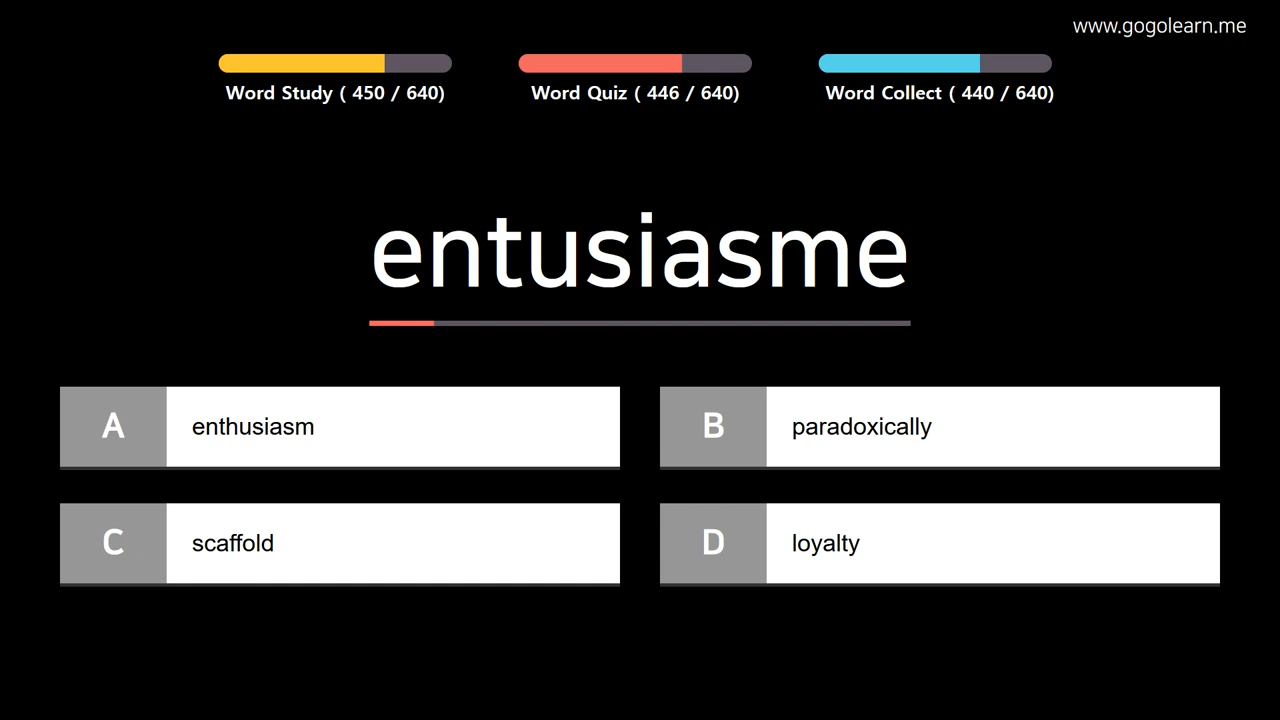 www.gogolearn.me
Word Study ( 450 / 640)
Word Quiz ( 446 / 640)
Word Collect ( 440 / 640)
entusiasme
A
enthusiasm
B
paradoxically
C
scaffold
D
loyalty